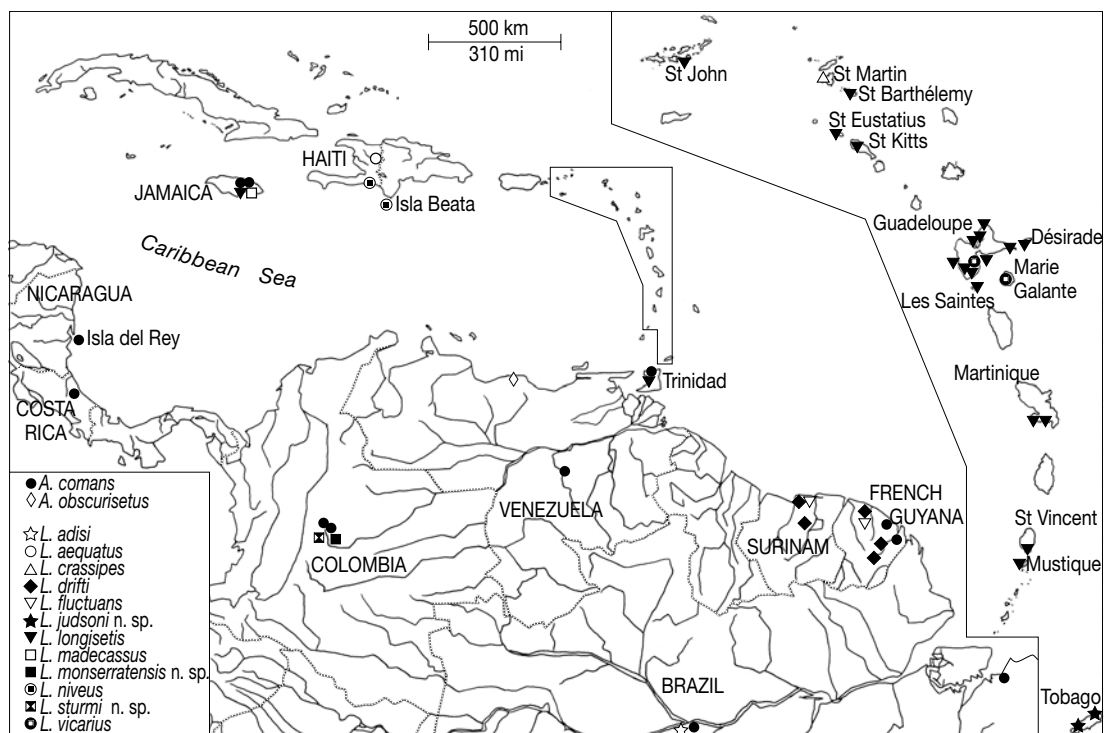 500 km
310 mi
St John
St Martin
St Barthélemy
St Eustatius
St Kitts
HAITI
JAMAICA
Isla Beata
Guadeloupe
Désirade
Caribbean Sea
Marie
Galante
Les Saintes
NICARAGUA
Isla del Rey
Trinidad
Martinique
COSTA
RICA
A. comans
A. obscurisetus
L. adisi
L. aequatus
L. crassipes
L. drifti
L. fluctuans
L. judsoni n. sp.
L. longisetis
L. madecassus
L. monserratensis n. sp.
L. niveus
L. sturmi n. sp.
L. vicarius
VENEZUELA
FRENCH
GUYANA
St Vincent
SURINAM
COLOMBIA
Mustique
BRAZIL
Tobago